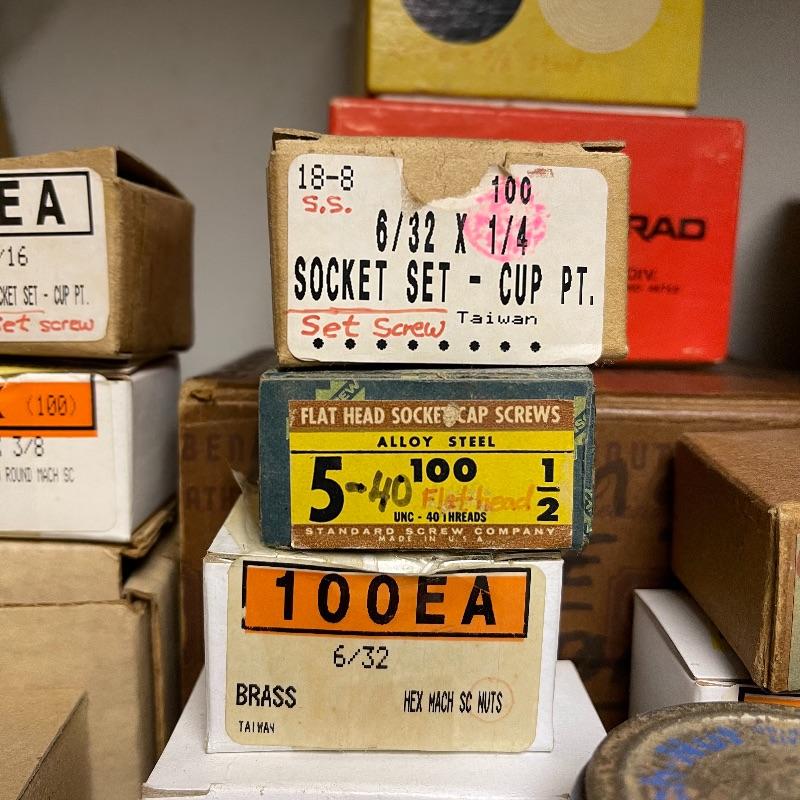 18-8
S.S.
100
6/32 X 1/4
SOCKET SET - CUP PT.
Set Screw
Taiwan
FLAT HEAD SOCKET CAP SCREWS
ALLOY STEEL
5-40
100
Flat head
1/2
UNC - 40 THREADS
STANDARD SCREW COMPANY
MADE IN U.S.A.
100EA
6/32
BRASS
HEX MACH SC NUTS
TAIWAN
EA
/16
CKET SET - CUP PT.
Set screw
(100)
3/8
ROUND MACH SC
RAD
DIV.